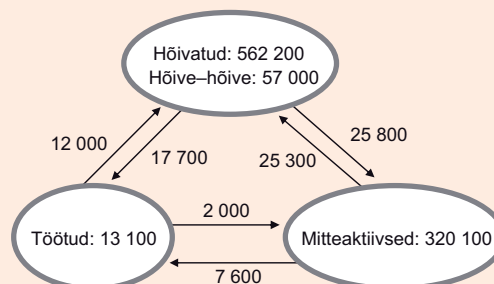 Hõivatud: 562 200
Hõive–hõive: 57 000
12 000
17 700
25 300
25 800
Töötud: 13 100
2 000
7 600
Mitteaktiivsed: 320 100